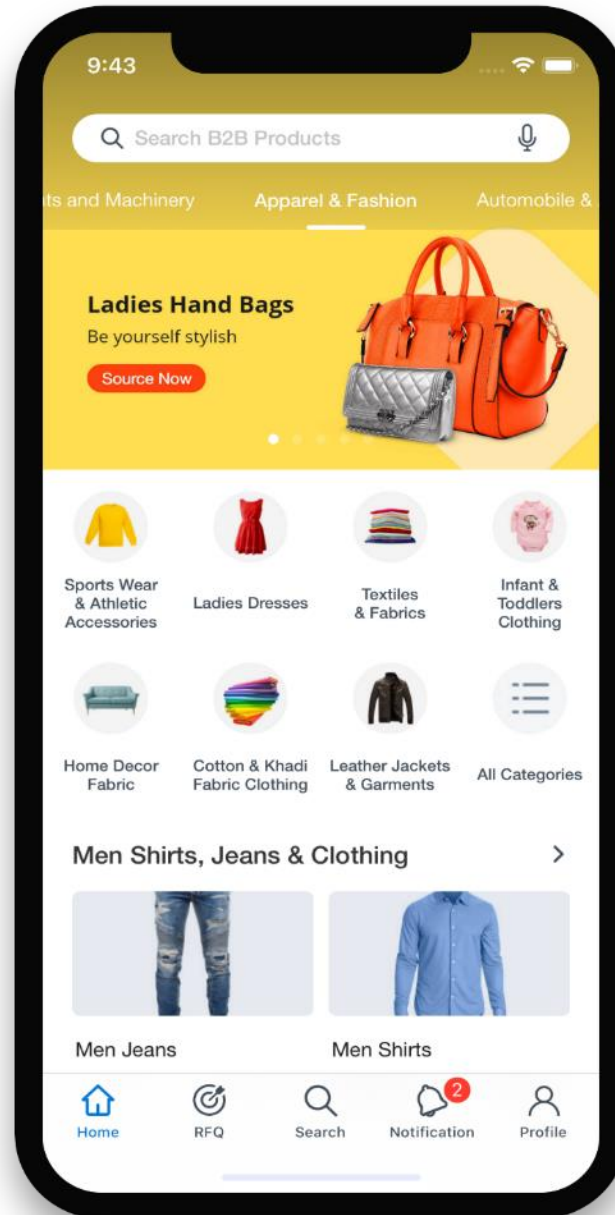 9:43
Search B2B Products
ts and Machinery
Apparel & Fashion
Automobile &
Ladies Hand Bags
Be yourself stylish
Source Now
Sports Wear
& Athletic
Accessories
Ladies Dresses
Textiles
& Fabrics
Infant &
Toddlers
Clothing
Home Decor
Fabric
Cotton & Khadi
Fabric Clothing
Leather Jackets
& Garments
All Categories
Men Shirts, Jeans & Clothing
Men Jeans
Men Shirts
2
Home
RFQ
Search
Notification
Profile